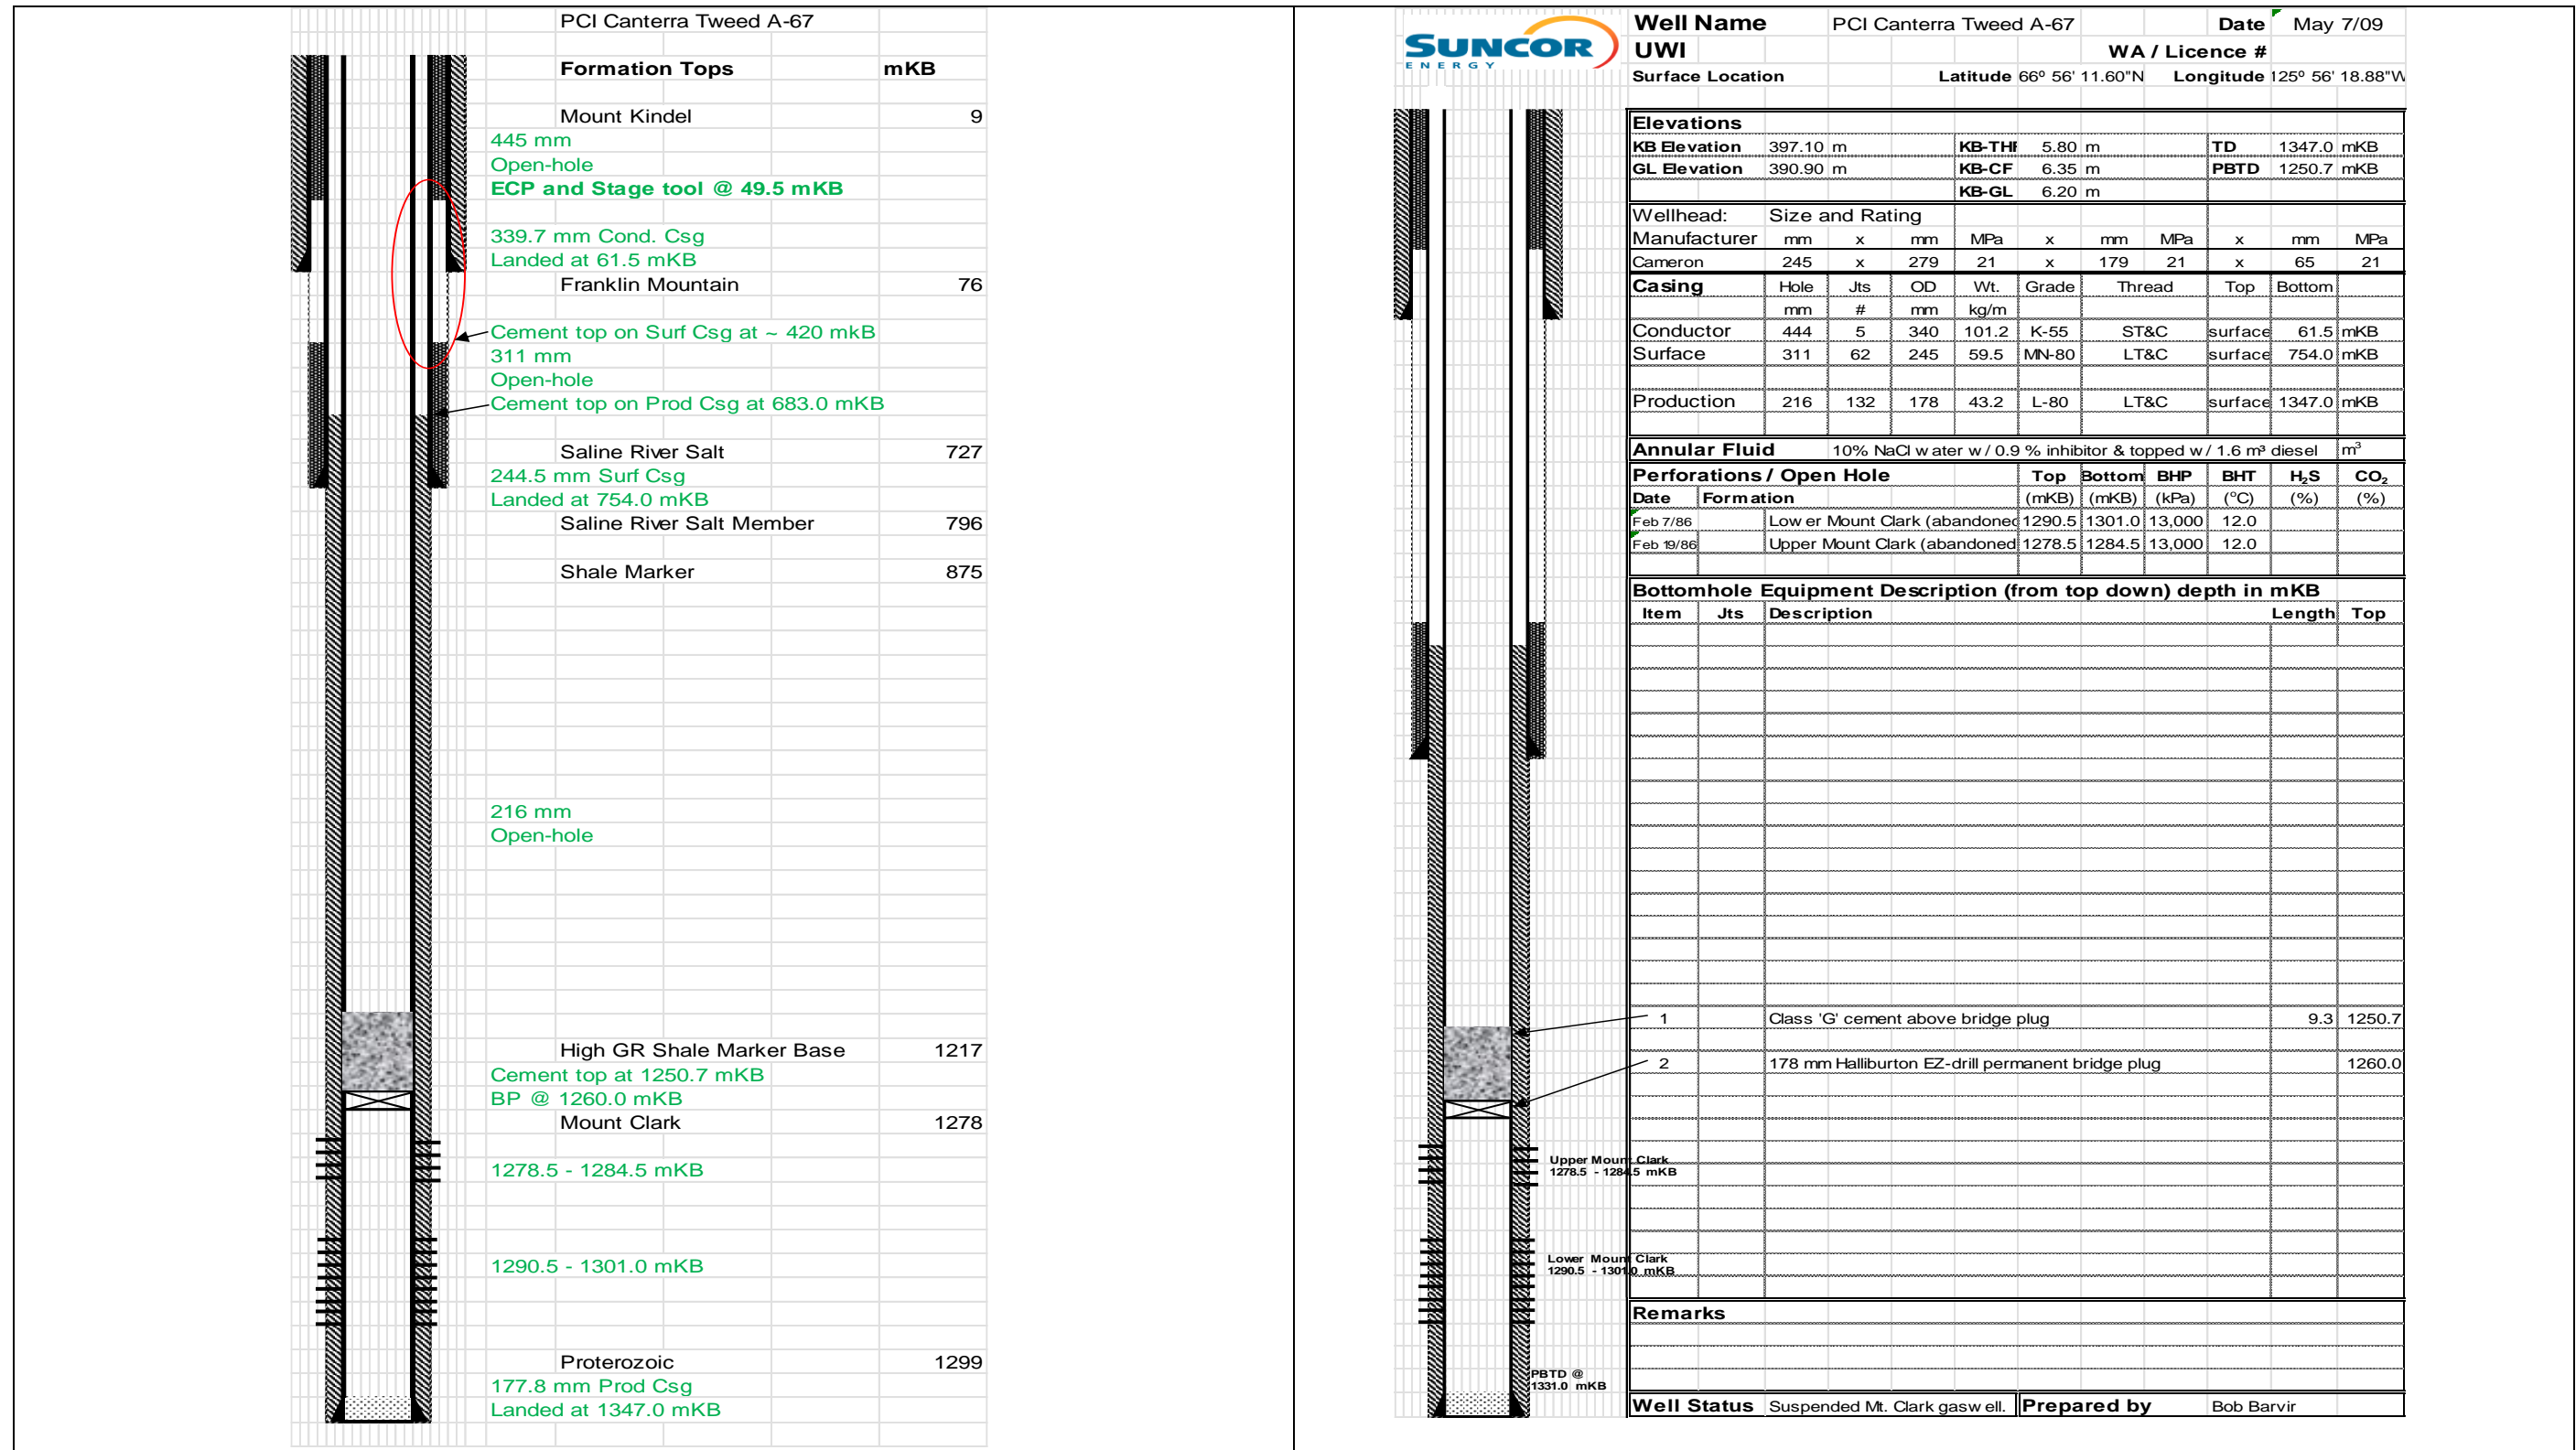 PCI Canterra Tweed A-67
Formation Tops mKB
Mount Kindel 9
445 mm
Open-hole
ECP and Stage tool @ 49.5 mKB
339.7 mm Cond. Csg
Landed at 61.5 mKB
Franklin Mountain 76
Cement top on Surf Csg at ~ 420 mkB
311 mm
Open-hole
Cement top on Prod Csg at 683.0 mKB
Saline River Salt 727
244.5 mm Surf Csg
Landed at 754.0 mKB
Saline River Salt Member 796
Shale Marker 875
216 mm
Open-hole
High GR Shale Marker Base 1217
Cement top at 1250.7 mKB
BP @ 1260.0 mKB
Mount Clark 1278
1278.5 - 1284.5 mKB
1290.5 - 1301.0 mKB
Proterozoic 1299
177.8 mm Prod Csg
Landed at 1347.0 mKB
SUNCOR
ENERGY
Well Name PCI Canterra Tweed A-67 Date May 7/09
UWI WA / Licence #
Surface Location Latitude 66º 56' 11.60"N Longitude 125º 56' 18.88"W
Elevations
KB Elevation 397.10 m KB-THF 5.80 m TD 1347.0 mKB
GL Elevation 390.90 m KB-CF 6.35 m PBTD 1250.7 mKB
KB-GL 6.20 m
Wellhead: Size and Rating
Manufacturer mm x mm MPa x mm MPa x mm MPa
Cameron 245 x 279 21 x 179 21 x 65 21
Casing Hole Jts OD Wt. Grade Thread Top Bottom
mm # mm kg/m
Conductor 444 5 340 101.2 K-55 ST&C surface 61.5 mKB
Surface 311 62 245 59.5 MN-80 LT&C surface 754.0 mKB
Production 216 132 178 43.2 L-80 LT&C surface 1347.0 mKB
Annular Fluid 10% NaCl water w/ 0.9 % inhibitor & topped w/ 1.6 m³ diesel m³
Perforations / Open Hole Top Bottom BHP BHT H₂S CO₂
Date Formation (mKB) (mKB) (kPa) (°C) (%) (%)
Feb 7/86 Lower Mount Clark (abandoned 1290.5 1301.0 13,000 12.0
Feb 19/86 Upper Mount Clark (abandoned 1278.5 1284.5 13,000 12.0
Bottomhole Equipment Description (from top down) depth in mKB
Item Jts Description Length Top
1 Class 'G' cement above bridge plug 9.3 1250.7
2 178 mm Halliburton EZ-drill permanent bridge plug 1260.0
Upper Mount Clark
1278.5 - 1284.5 mKB
Lower Mount Clark
1290.5 - 1301.0 mKB
Remarks
PBTD @
1331.0 mKB
Well Status Suspended Mt. Clark gas well. Prepared by Bob Barvir